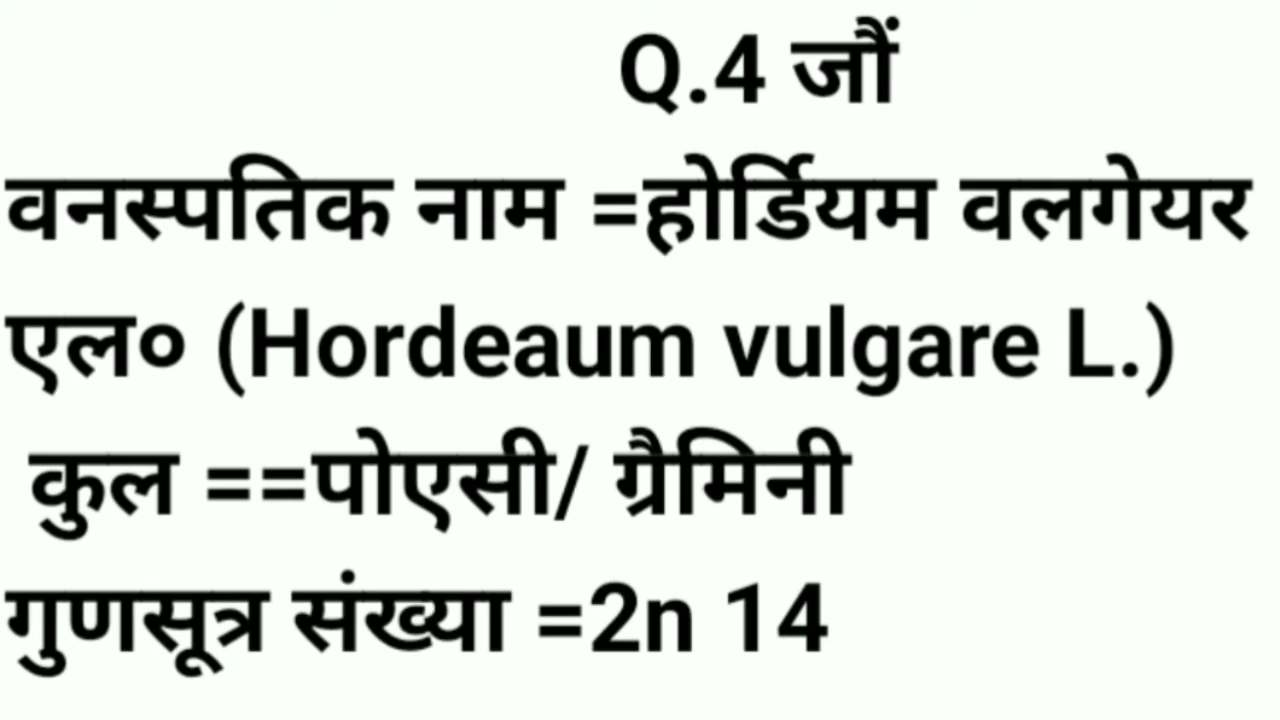 Q.4 जौं
वनस्पतिक नाम =होर्डियम वलगेयर
एल० (Hordeaum vulgare L.)
कुल ==पोएसी/ ग्रैमिनी
गुणसूत्र संख्या =2n 14